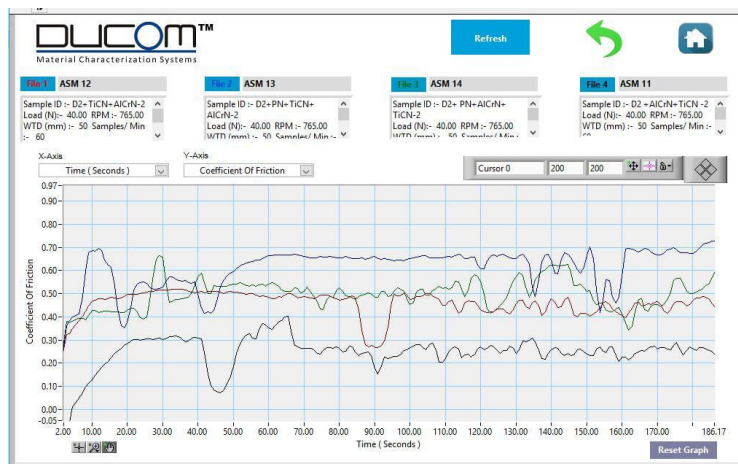 DUCOM™
Material Characterization Systems
Refresh
File 1 ASM 12
Sample ID :- D2+TiCN+AlCrN-2
Load (N):- 40.00 RPM :- 765.00
WTD (mm) :- 50 Samples/ Min
:- 60
File 2 ASM 13
Sample ID :- D2+PN+TiCN+
AlCrN-2
Load (N):- 40.00 RPM :- 765.00
WTD (mm) :- 50 Samples/ Min :-
File 3 ASM 14
Sample ID :- D2+ PN+AlCrN+
TiCN-2
Load (N):- 40.00 RPM :- 765.00
WTD (mm) :- 50 Samples/ Min :-
File 4 ASM 11
Sample ID :- D2 +AlCrN+TiCN -2
Load (N):- 40.00 RPM :- 765.00
WTD (mm) :- 50 Samples/ Min :-
60
X-Axis
Time ( Seconds )
Y-Axis
Coefficient Of Friction
Cursor 0 200 200
Coefficient Of Friction
0.97
0.90
0.80
0.70
0.60
0.50
0.40
0.30
0.20
0.10
0.00
-0.05
2.00 10.00 20.00 30.00 40.00 50.00 60.00 70.00 80.00 90.00 100.00 110.00 120.00 130.00 140.00 150.00 160.00 170.00 186.17
Time ( Seconds )
Reset Graph